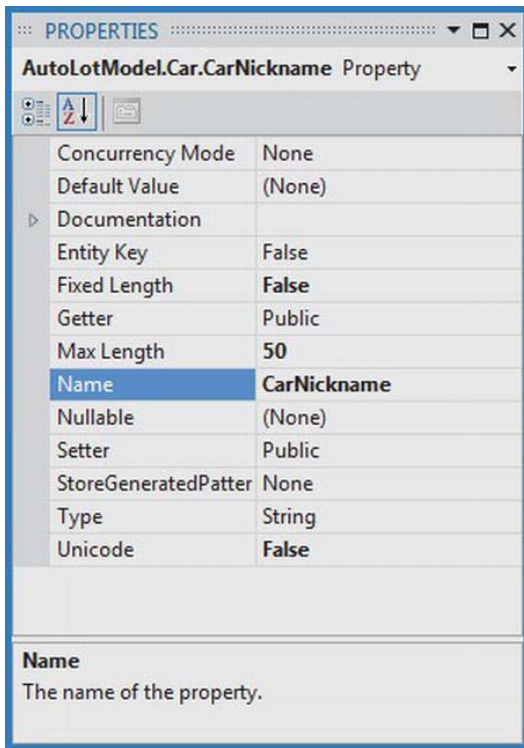 PROPERTIES
AutoLotModel.Car.CarNickname Property
Concurrency Mode None
Default Value (None)
Documentation
Entity Key False
Fixed Length False
Getter Public
Max Length 50
Name CarNickname
Nullable (None)
Setter Public
StoreGeneratedPatter None
Type String
Unicode False
Name
The name of the property.